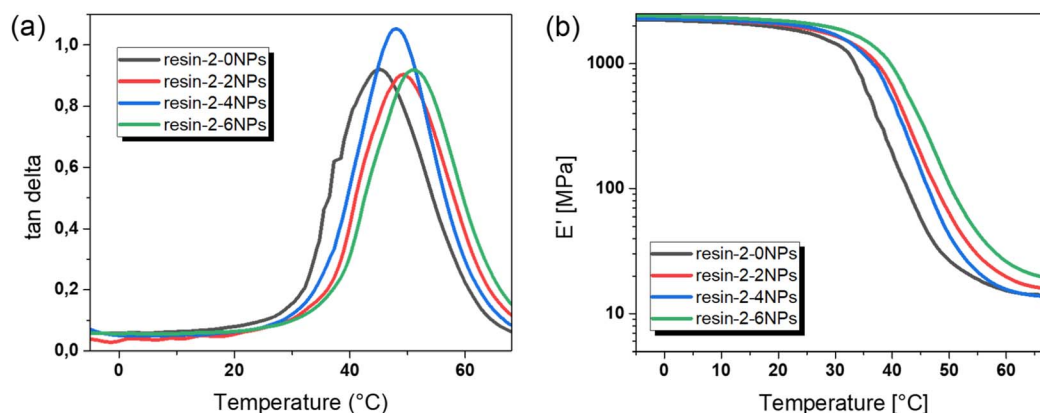 (a)
1,0
0,8
0,6
0,4
0,2
0,0
tan delta
resin-2-0NPs
resin-2-2NPs
resin-2-4NPs
resin-2-6NPs
0
20
40
60
Temperature (°C)
(b)
1000
100
10
E' [MPa]
resin-2-0NPs
resin-2-2NPs
resin-2-4NPs
resin-2-6NPs
0
10
20
30
40
50
60
Temperature [°C]